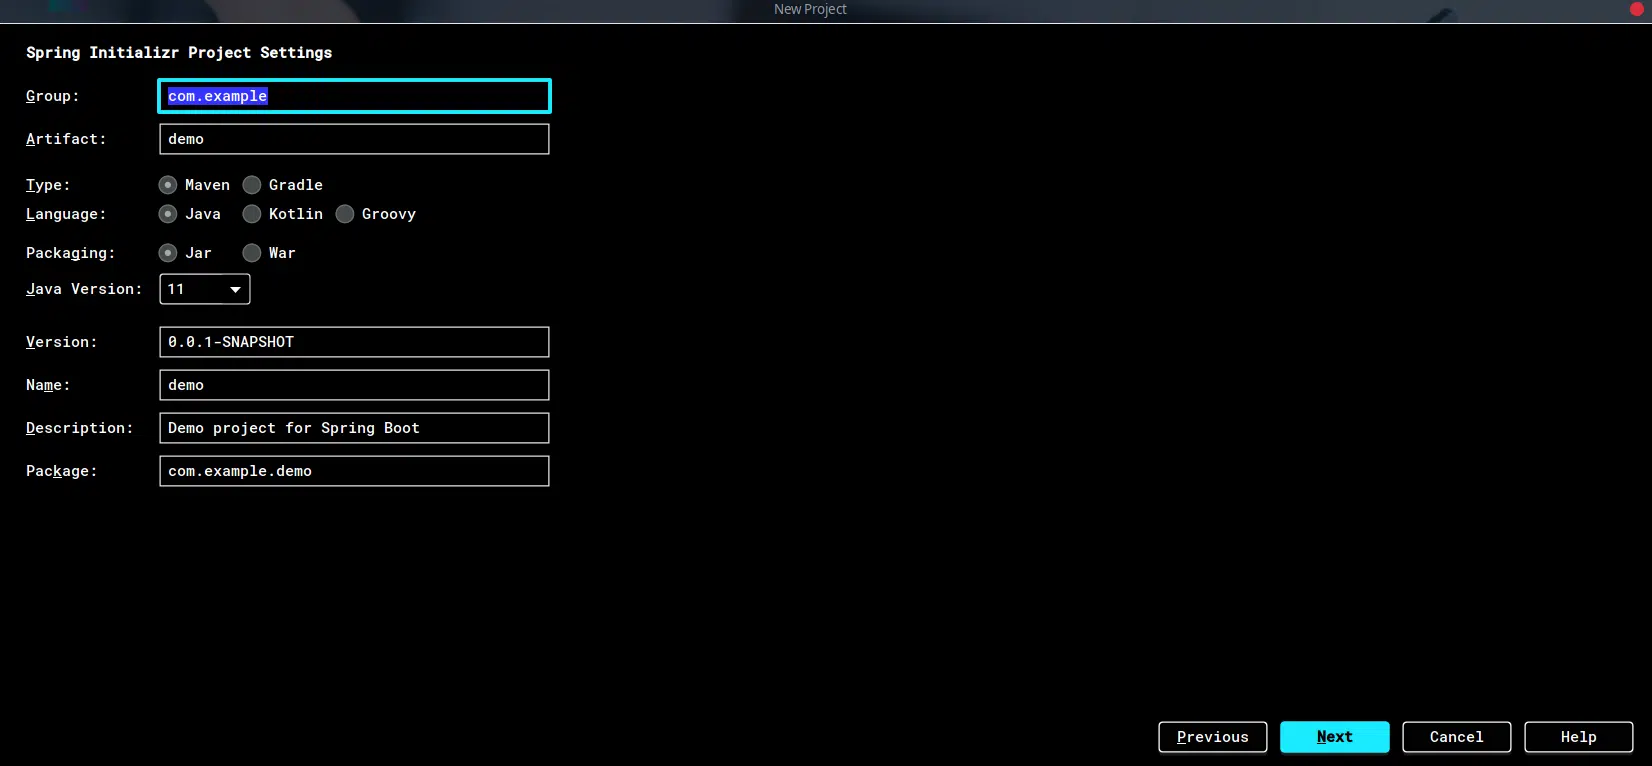 New Project
Spring Initializr Project Settings
Group: com.example
Artifact: demo
Type: Maven Gradle
Language: Java Kotlin Groovy
Packaging: Jar War
Java Version: 11
Version: 0.0.1-SNAPSHOT
Name: demo
Description: Demo project for Spring Boot
Package: com.example.demo
Previous Next Cancel Help